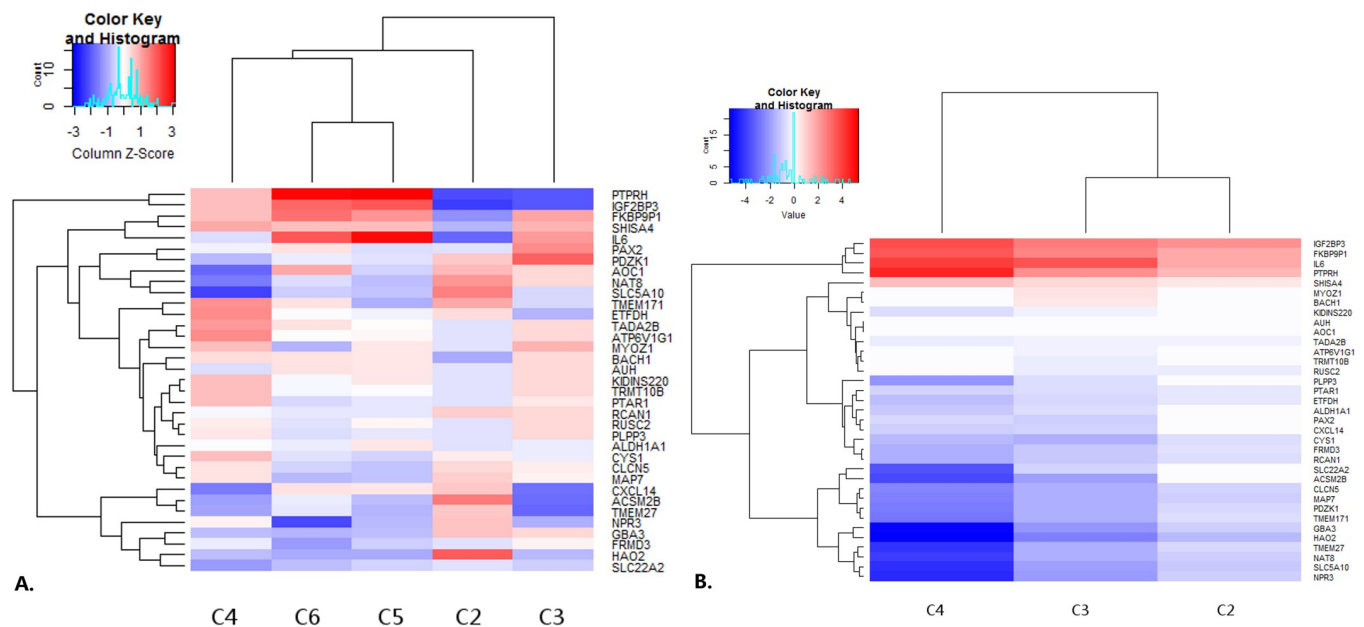 Color Key
and Histogram
Count
0 10
-3 -1 1 3
Column Z-Score
PTPRH
IGF2BP3
FKBP9P1
SHISA4
IL6
PAX2
PDZK1
AOC1
NAT8
SLC5A10
TMEM171
ETFDH
TADA2B
ATP6V1G1
MYOZ1
BACH1
AUH
KIDINS220
TRMT10B
PTAR1
RCAN1
RUSC2
PLPP3
ALDH1A1
CYS1
CLCN5
MAP7
CXCL14
ACSM2B
TMEM27
NPR3
GBA3
FRMD3
HAO2
SLC22A2
A.
C4 C6 C5 C2 C3
Color Key
and Histogram
Count
0 5 15
-4 -2 0 2 4
Value
IGF2BP3
FKBP9P1
IL6
PTPRH
SHISA4
MYOZ1
BACH1
KIDINS220
AUH
AOC1
TADA2B
ATP6V1G1
TRMT10B
RUSC2
PLPP3
PTAR1
ETFDH
ALDH1A1
PAX2
CXCL14
CYS1
FRMD3
RCAN1
SLC22A2
ACSM2B
CLCN5
MAP7
PDZK1
TMEM171
GBA3
HAO2
TMEM27
NAT8
SLC5A10
NPR3
B.
C4 C3 C2